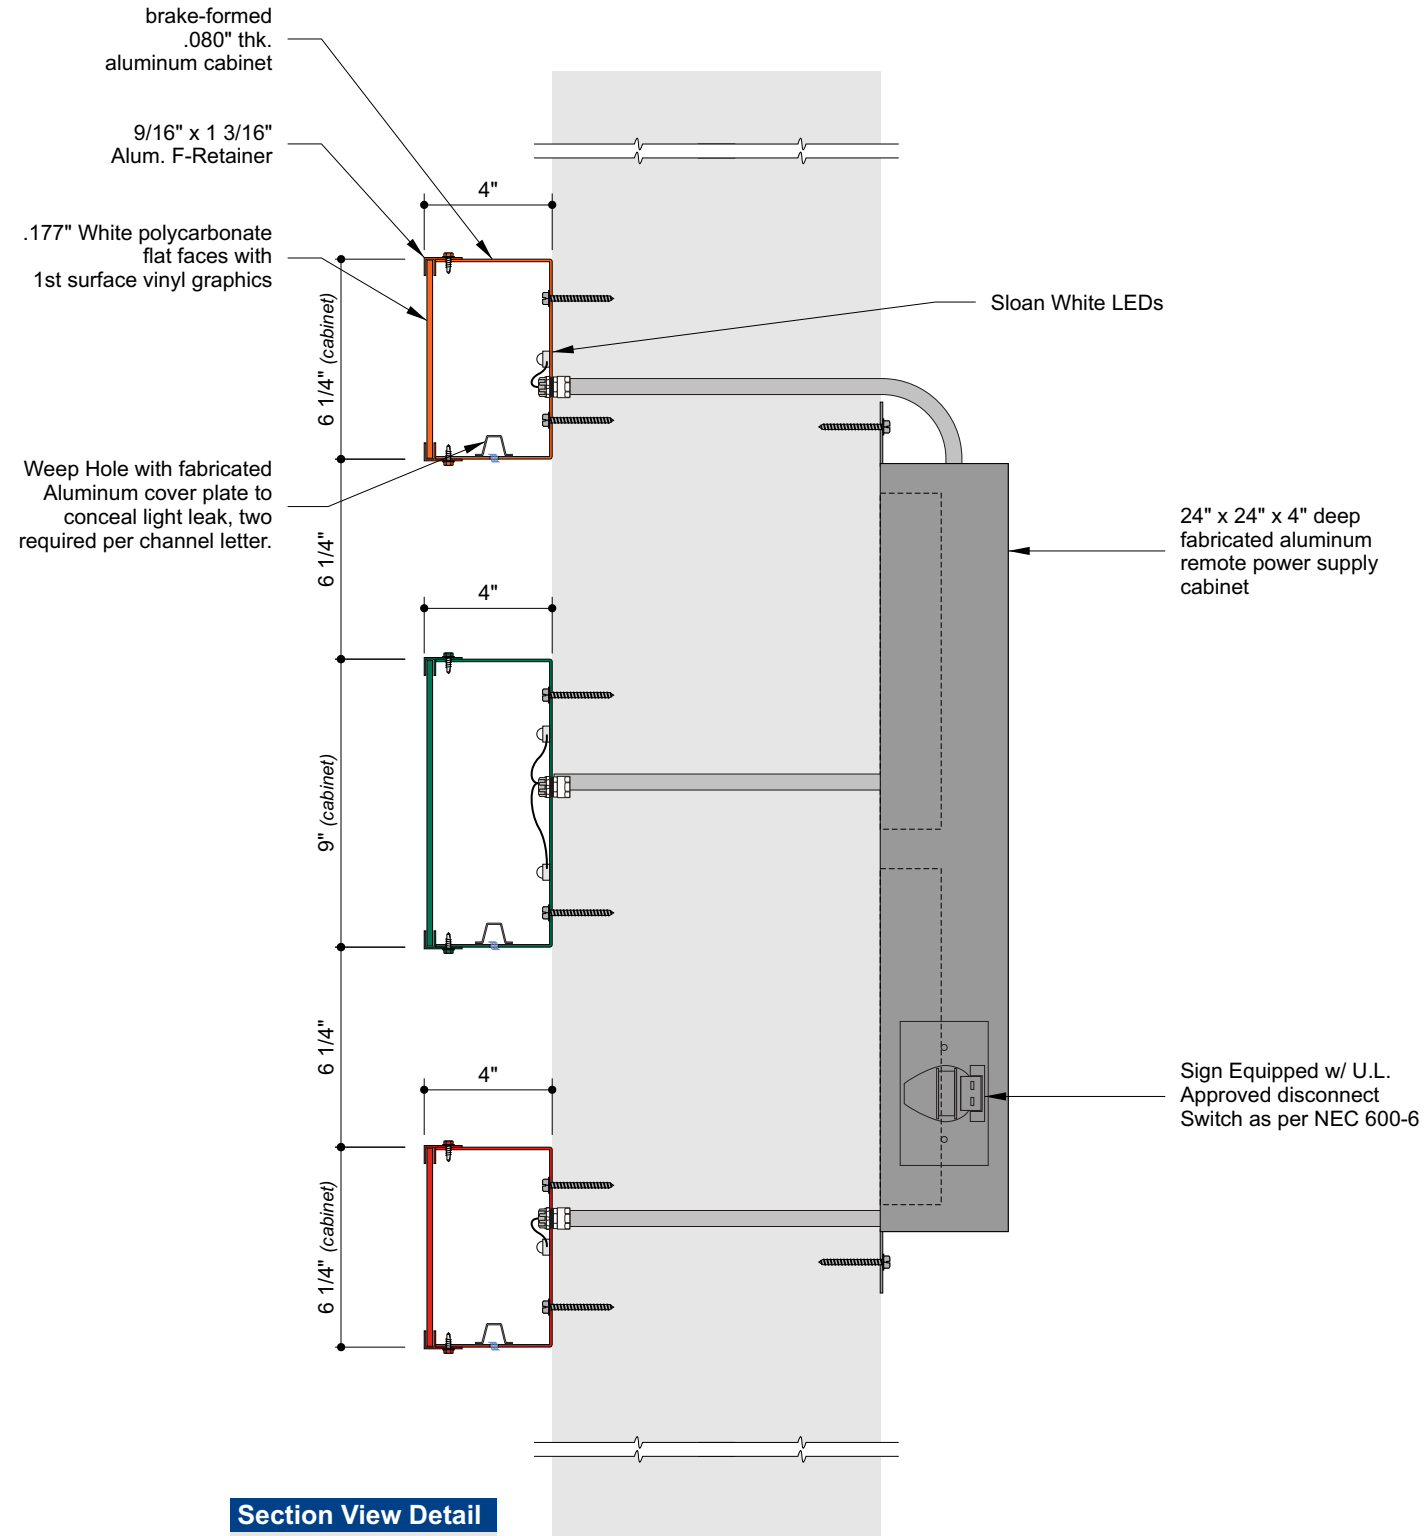 brake-formed
.080" thk.
aluminum cabinet
9/16" x 1 3/16"
Alum. F-Retainer
4"
.177" White polycarbonate
flat faces with
1st surface vinyl graphics
Sloan White LEDs
6 1/4" (cabinet)
Weep Hole with fabricated
Aluminum cover plate to
conceal light leak, two
required per channel letter.
6 1/4"
24" x 24" x 4" deep
fabricated aluminum
remote power supply
cabinet
4"
9" (cabinet)
6 1/4"
4"
Sign Equipped w/ U.L.
Approved disconnect
Switch as per NEC 600-6
6 1/4" (cabinet)
Section View Detail